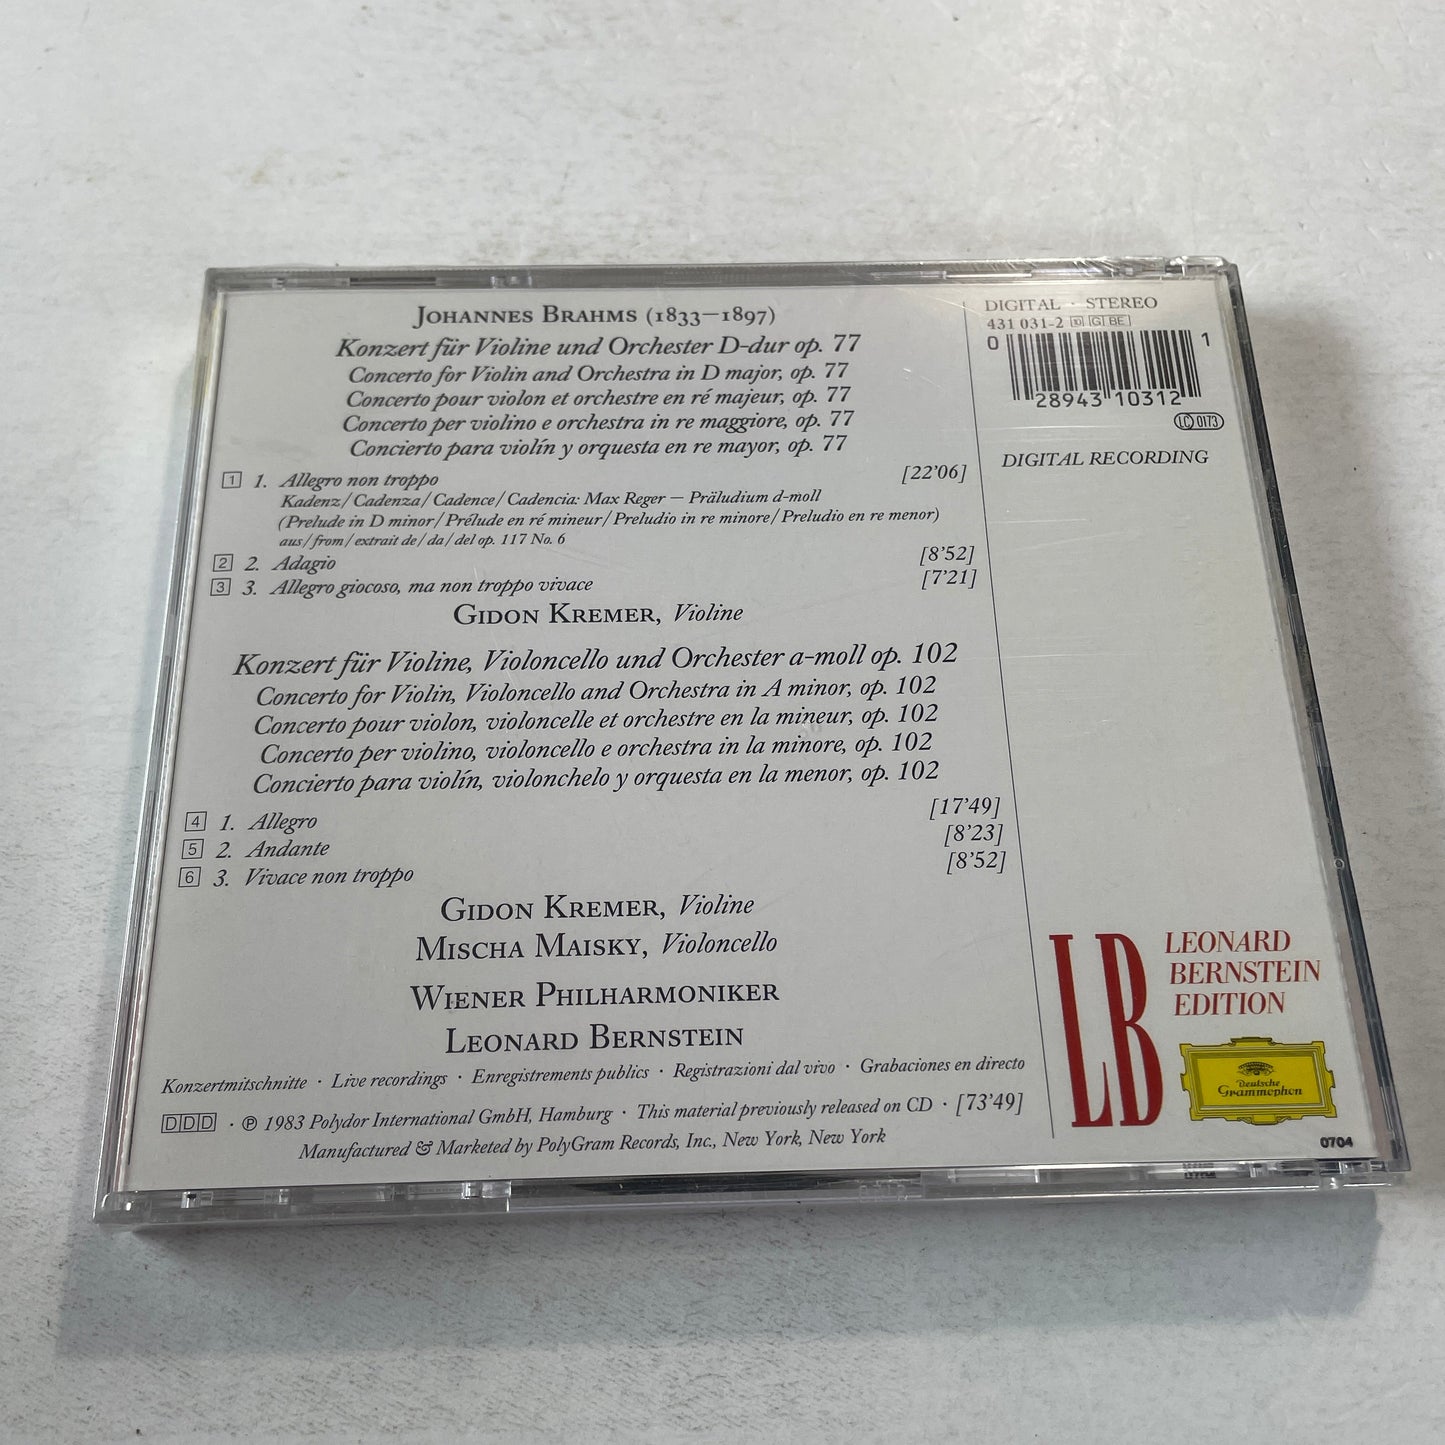 JOHANNES BRAHMS (1833—1897)
Konzert für Violine und Orchester D-dur op. 77
Concerto for Violin and Orchestra in D major, op. 77
Concerto pour violon et orchestre en ré majeur, op. 77
Concerto per violino e orchestra in re maggiore, op. 77
Concierto para violín y orquesta en re mayor, op. 77
1 1. Allegro non troppo [22'06]
Kadenz/Cadenza/Cadence/Cadencia: Max Reger — Präludium d-moll
(Prelude in D minor/Prélude en ré mineur/Preludio in re minore/Preludio en re menor)
aus/from/extrait de/da/del op. 117 No. 6
2 2. Adagio [8'52]
3 3. Allegro giocoso, ma non troppo vivace [7'21]
GIDON KREMER, Violine
Konzert für Violine, Violoncello und Orchester a-moll op. 102
Concerto for Violin, Violoncello and Orchestra in A minor, op. 102
Concerto pour violon, violoncelle et orchestre en la mineur, op. 102
Concerto per violino, violoncello e orchestra in la minore, op. 102
Concierto para violín, violonchelo y orquesta en la menor, op. 102
4 1. Allegro [17'49]
5 2. Andante [8'23]
6 3. Vivace non troppo [8'52]
GIDON KREMER, Violine
MISCHA MAISKY, Violoncello
WIENER PHILHARMONIKER
LEONARD BERNSTEIN
Konzertmitschnitte · Live recordings · Enregistrements publics · Registrazioni dal vivo · Grabaciones en directo
DDD · ℗ 1983 Polydor International GmbH, Hamburg · This material previously released on CD · [73'49]
Manufactured & Marketed by PolyGram Records, Inc., New York, New York
DIGITAL · STEREO
431 031-2 10 GI BE
0 28943 10312 1
LC 0173
DIGITAL RECORDING
LB
LEONARD
BERNSTEIN
EDITION
Deutsche
Grammophon
0704